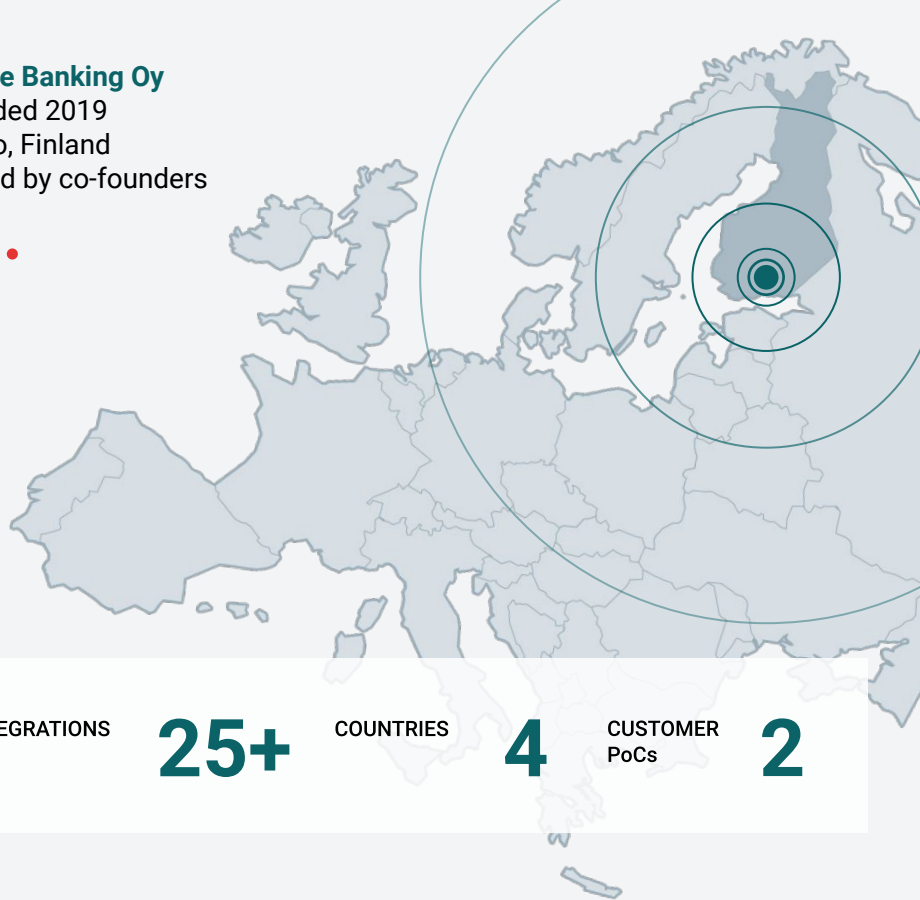 e Banking Oy
ded 2019
o, Finland
d by co-founders
EGRATIONS 25+ COUNTRIES 4 CUSTOMER PoCs 2